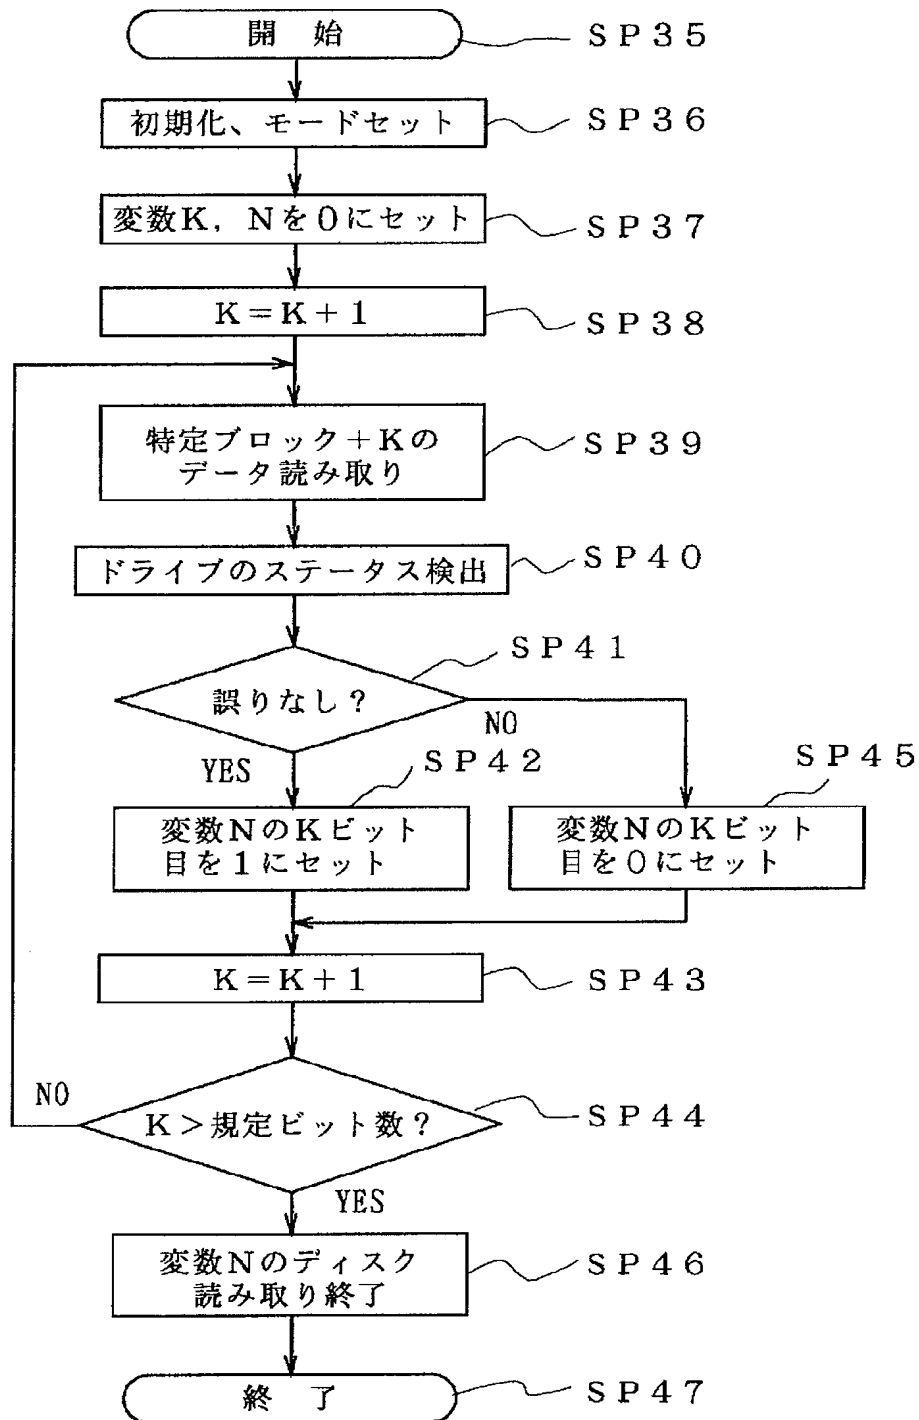 開 始
SP35
初期化、モードセット
SP36
変数K，Nを0にセット
SP37
K＝K＋1
SP38
特定ブロック＋Kの
データ読み取り
SP39
ドライブのステータス検出
SP40
SP41
誤りなし？
NO
YES
SP42
SP45
変数NのKビット
目を1にセット
変数NのKビット
目を0にセット
K＝K＋1
SP43
NO
K＞規定ビット数？
SP44
YES
変数Nのディスク
読み取り終了
SP46
終 了
SP47